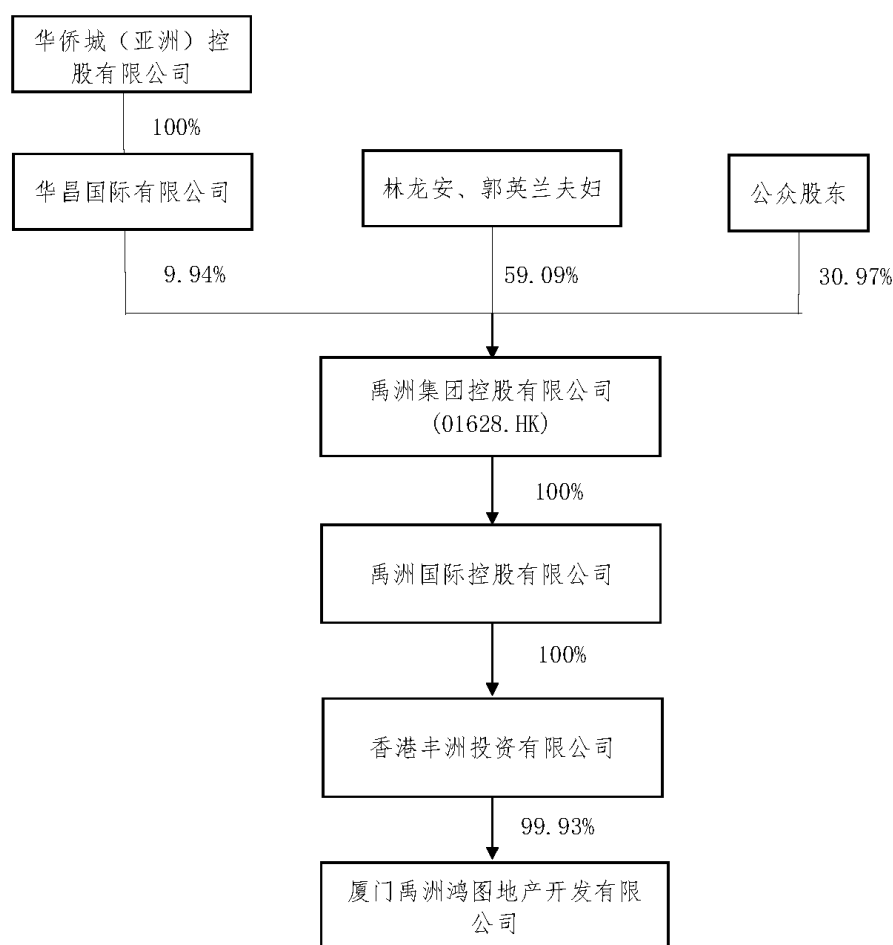 华侨城（亚洲）控
股有限公司
100%
华昌国际有限公司
林龙安、郭英兰夫妇
公众股东
9.94%
59.09%
30.97%
禹洲集团控股有限公司
(01628.HK)
100%
禹洲国际控股有限公司
100%
香港丰洲投资有限公司
99.93%
厦门禹洲鸿图地产开发有限
公司